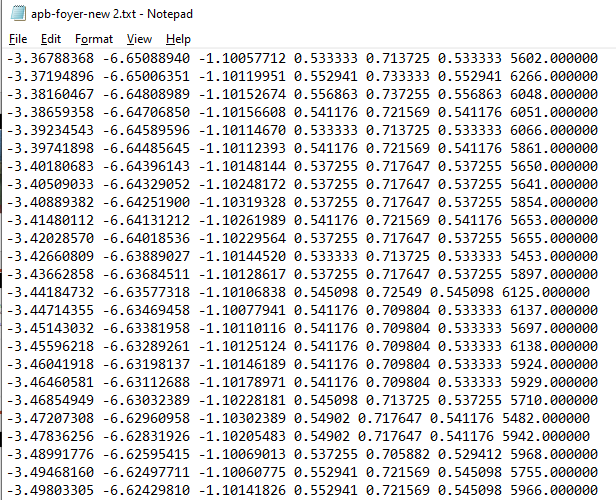 apb-foyer-new 2.txt - Notepad
File Edit Format View Help
-3.36788368 -6.65088940 -1.10057712 0.533333 0.713725 0.533333 5602.000000
-3.37194896 -6.65006351 -1.10119951 0.552941 0.733333 0.552941 6266.000000
-3.38160467 -6.64808989 -1.10152674 0.556863 0.737255 0.556863 6048.000000
-3.38659358 -6.64706850 -1.10156608 0.541176 0.721569 0.541176 6051.000000
-3.39234543 -6.64589596 -1.10114670 0.533333 0.713725 0.533333 6066.000000
-3.39741898 -6.64485645 -1.10112393 0.541176 0.721569 0.541176 5861.000000
-3.40180683 -6.64396143 -1.10148144 0.537255 0.717647 0.537255 5650.000000
-3.40509033 -6.64329052 -1.10248172 0.537255 0.717647 0.537255 5641.000000
-3.40889382 -6.64251900 -1.10319328 0.537255 0.717647 0.537255 5854.000000
-3.41480112 -6.64131212 -1.10261989 0.541176 0.721569 0.541176 5653.000000
-3.42028570 -6.64018536 -1.10229564 0.537255 0.717647 0.537255 5655.000000
-3.42660809 -6.63889027 -1.10144520 0.533333 0.713725 0.533333 5453.000000
-3.43662858 -6.63684511 -1.10128617 0.537255 0.717647 0.537255 5897.000000
-3.44184732 -6.63577318 -1.10106838 0.545098 0.72549 0.545098 6125.000000
-3.44714355 -6.63469458 -1.10077941 0.541176 0.709804 0.533333 6137.000000
-3.45143032 -6.63381958 -1.10110116 0.541176 0.709804 0.533333 5697.000000
-3.45596218 -6.63289261 -1.10125124 0.541176 0.709804 0.533333 6138.000000
-3.46041918 -6.63198137 -1.10146189 0.541176 0.709804 0.533333 5924.000000
-3.46460581 -6.63112688 -1.10178971 0.541176 0.709804 0.533333 5929.000000
-3.46854949 -6.63032389 -1.10228181 0.545098 0.713725 0.537255 5710.000000
-3.47207308 -6.62960958 -1.10302389 0.54902 0.717647 0.541176 5482.000000
-3.47836256 -6.62831926 -1.10205483 0.54902 0.717647 0.541176 5942.000000
-3.48991776 -6.62595415 -1.10069013 0.537255 0.705882 0.529412 5968.000000
-3.49468160 -6.62497711 -1.10060775 0.552941 0.721569 0.545098 5755.000000
-3.49803305 -6.62429810 -1.10141826 0.552941 0.721569 0.545098 5966.000000